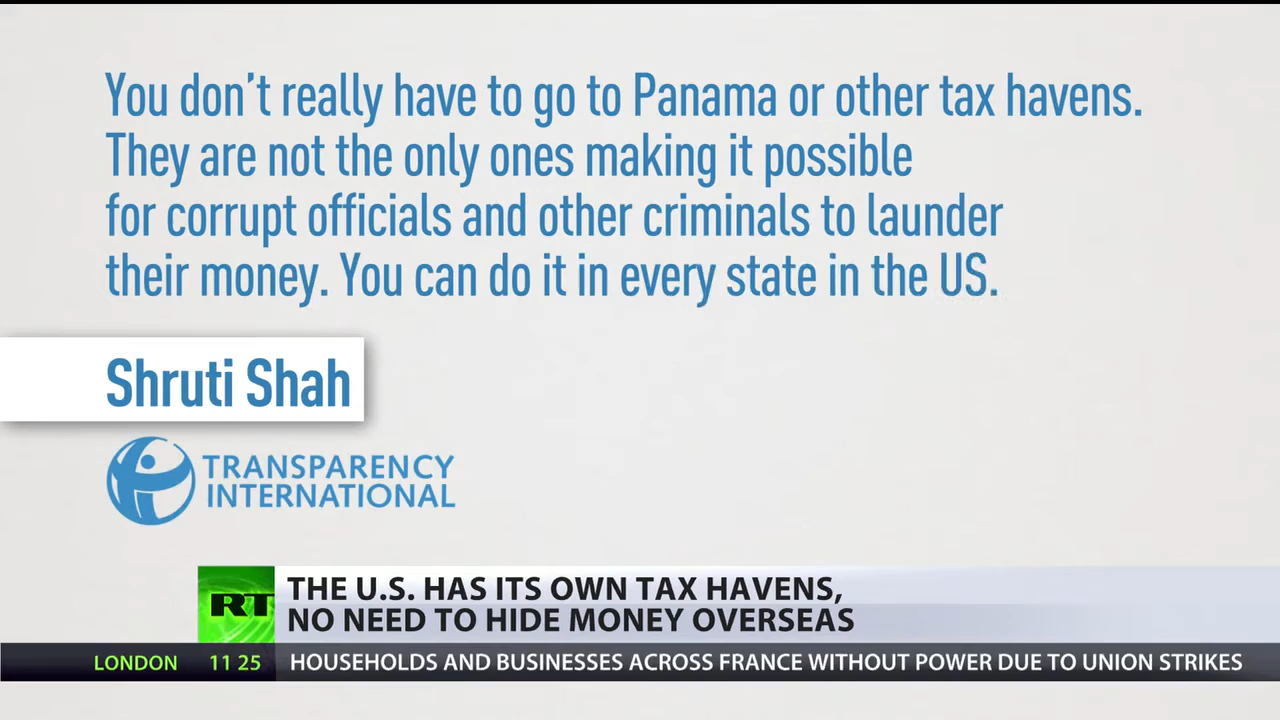 You don't really have to go to Panama or other tax havens.
They are not the only ones making it possible
for corrupt officials and other criminals to launder
their money. You can do it in every state in the US.
Shruti Shah
TRANSPARENCY
INTERNATIONAL
RT
THE U.S. HAS ITS OWN TAX HAVENS,
NO NEED TO HIDE MONEY OVERSEAS
LONDON 11 25 HOUSEHOLDS AND BUSINESSES ACROSS FRANCE WITHOUT POWER DUE TO UNION STRIKES